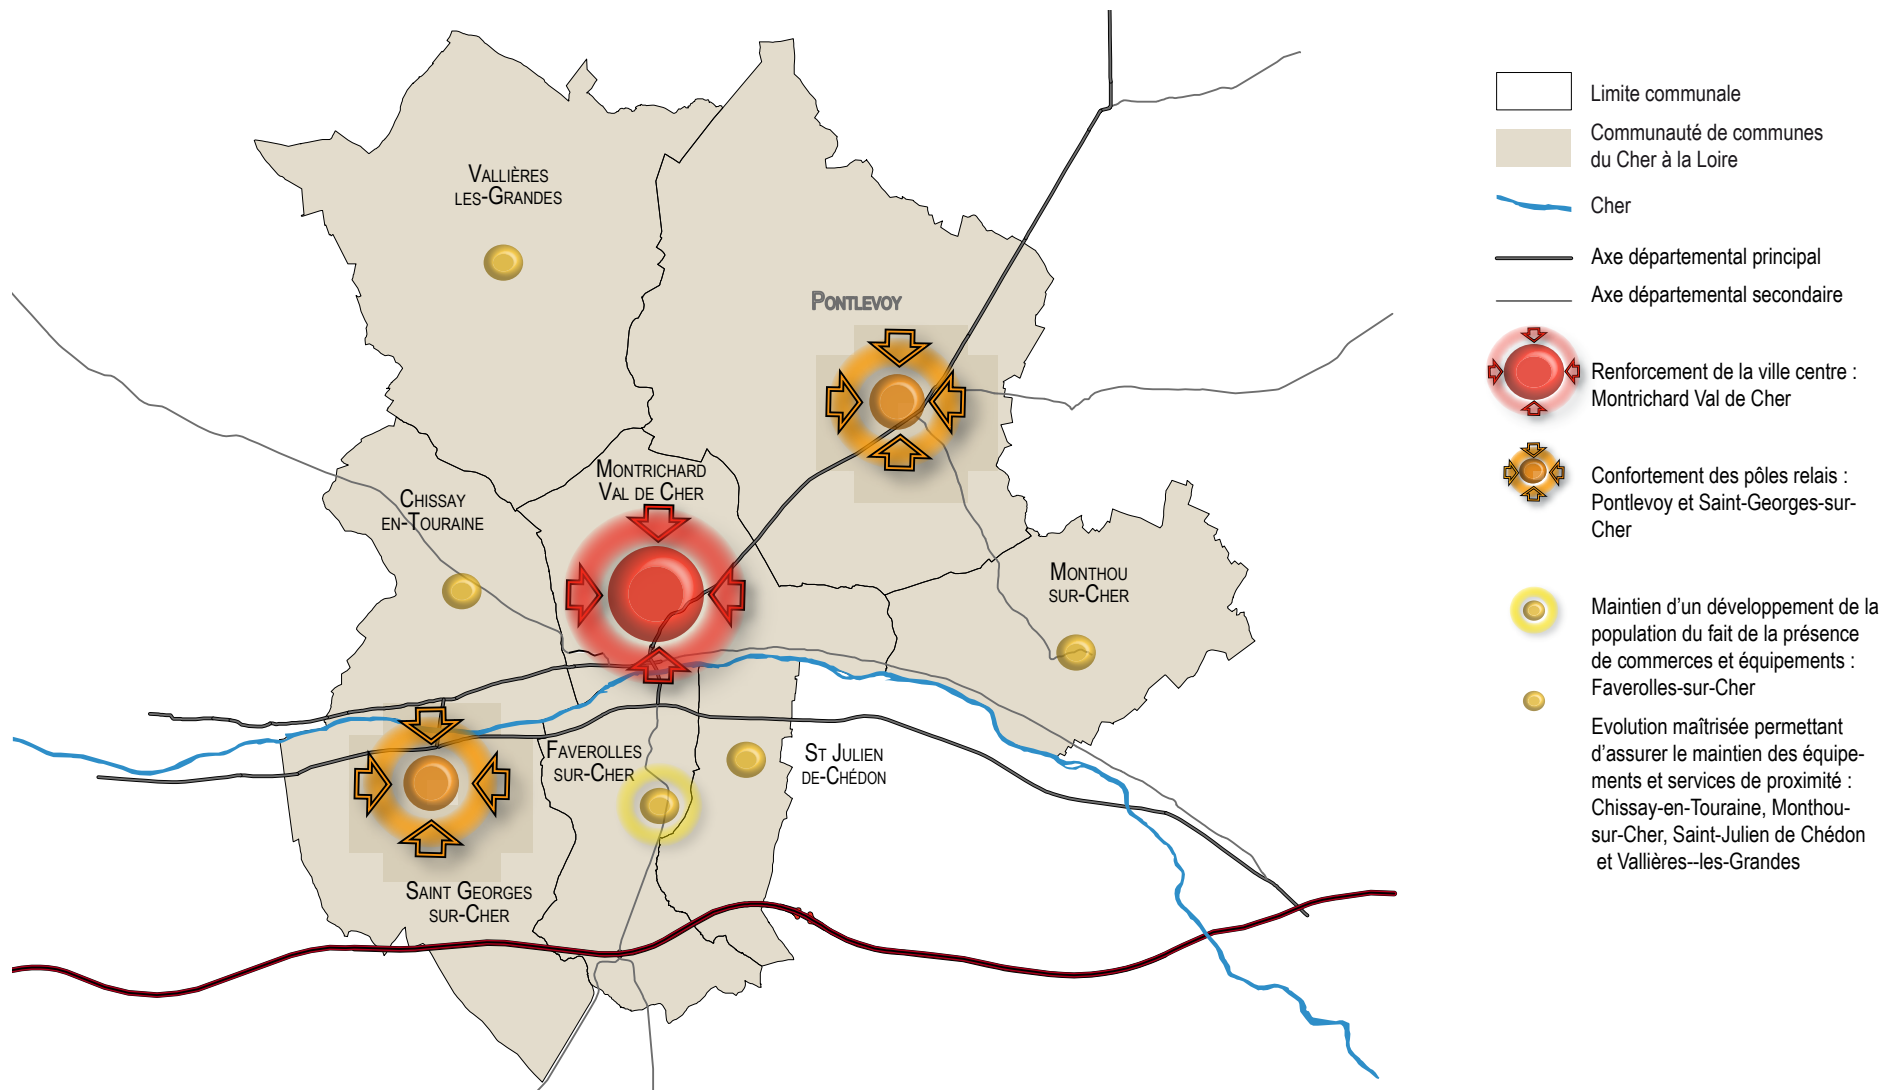 Vallières
les-Grandes
Pontlevoy
Montrichard
Val de Cher
Chissay
en-Touraine
Monthou
sur-Cher
Faverolles
sur-Cher
St Julien
de-Chédon
Saint Georges
sur-Cher
Limite communale
Communauté de communes
du Cher à la Loire
Cher
Axe départemental principal
Axe départemental secondaire
Renforcement de la ville centre :
Montrichard Val de Cher
Confortement des pôles relais :
Pontlevoy et Saint-Georges-sur-
Cher
Maintien d'un développement de la
population du fait de la présence
de commerces et équipements :
Faverolles-sur-Cher
Evolution maîtrisée permettant
d'assurer le maintien des équipe-
ments et services de proximité :
Chissay-en-Touraine, Monthou-
sur-Cher, Saint-Julien de Chédon
et Vallières--les-Grandes